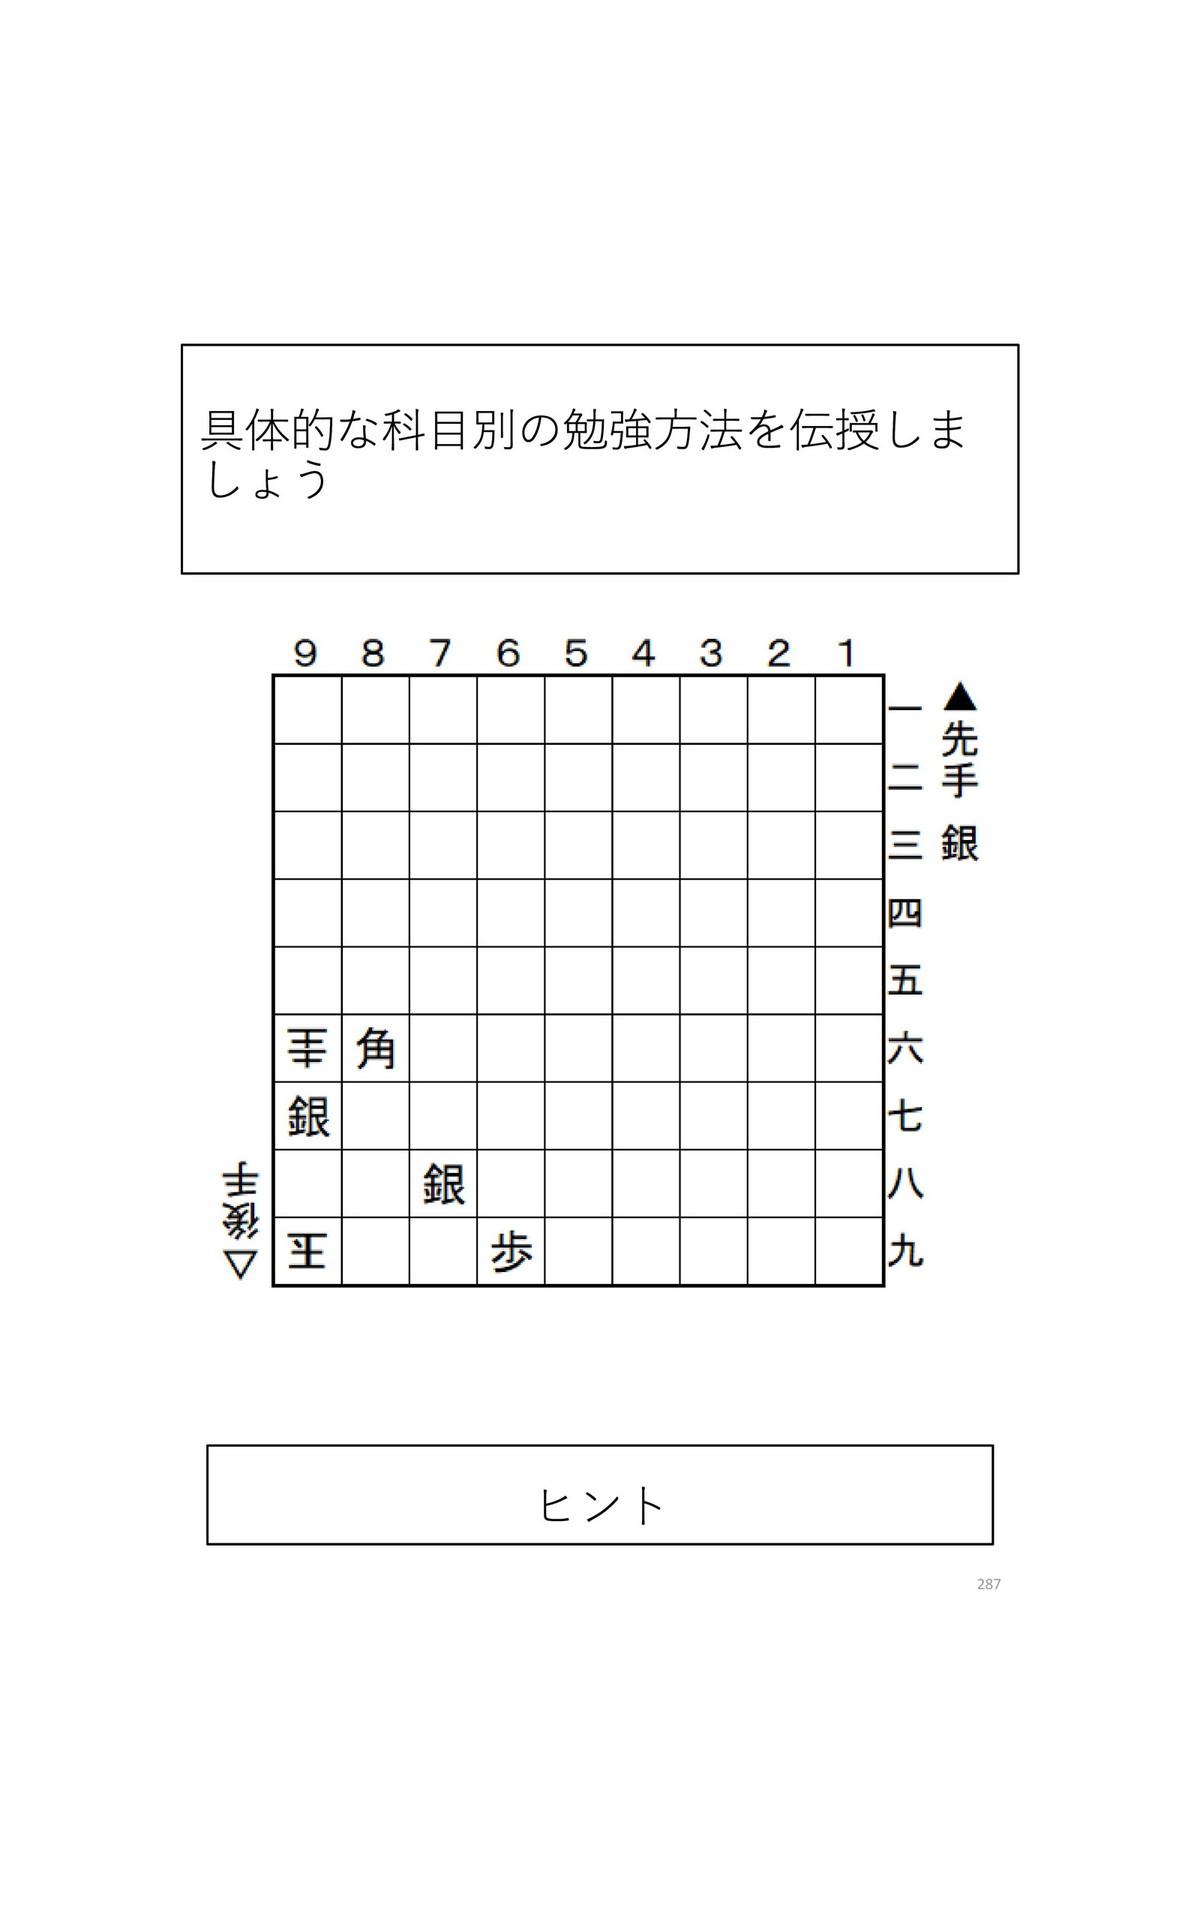 具体的な科目別の勉強方法を伝授しま
しょう
9 8 7 6 5 4 3 2 1
一
二
三
四
五
六
七
八
九
▲先手 銀
角
銀
銀
王 歩
△後手
ヒント
287